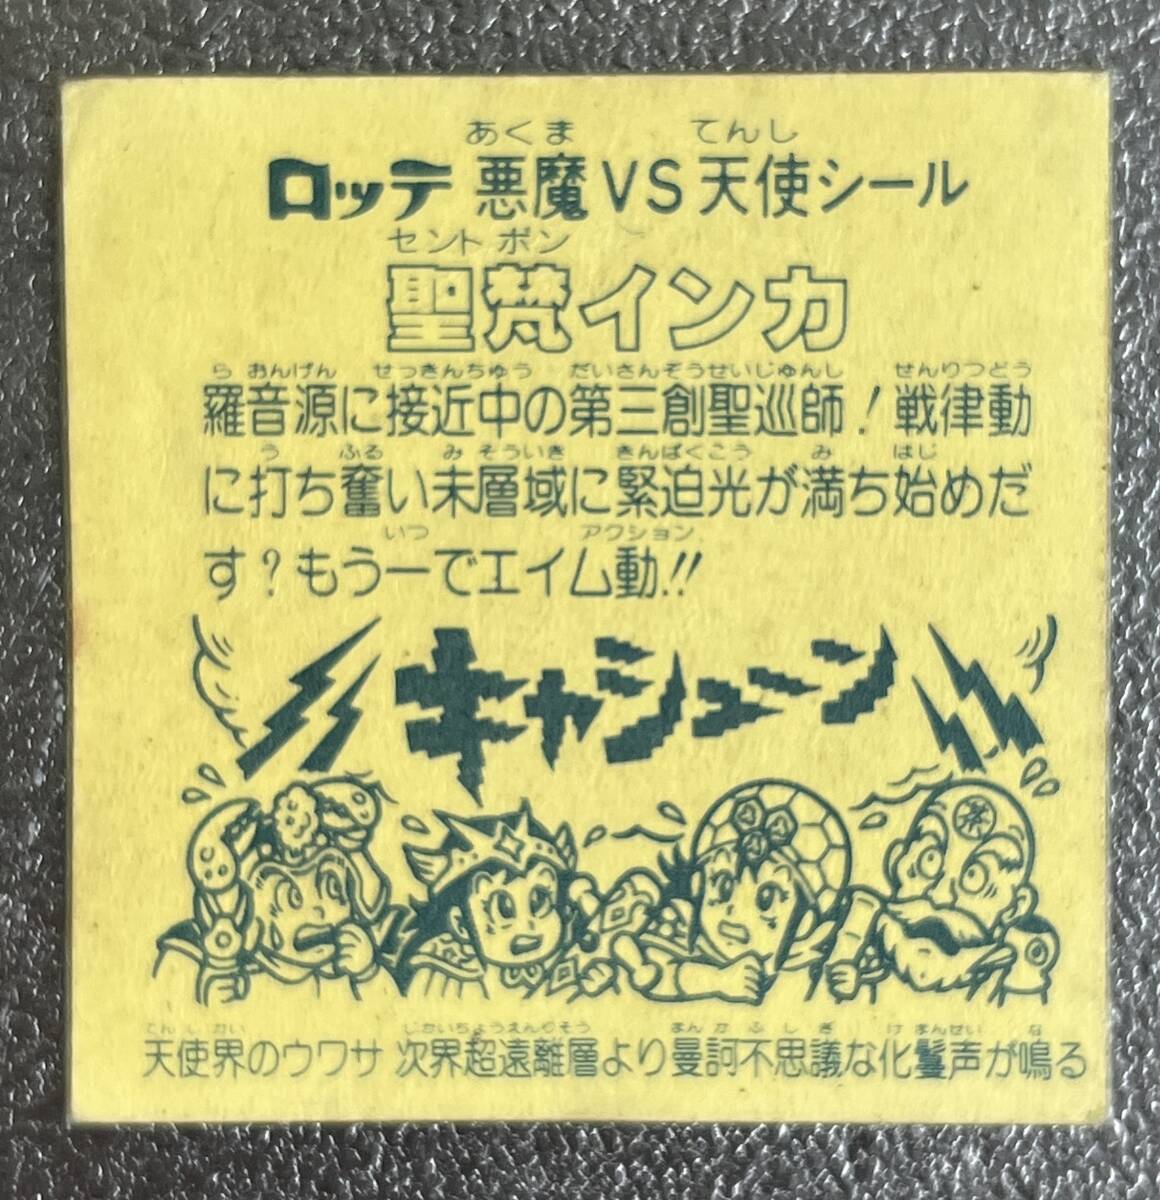 あくま てんし
ロッテ 悪魔VS天使シール
セント ボン
聖梵インカ
ら おんげん せっきんちゅう だいさんそうせいじゅんし せんりつどう
羅音源に接近中の第三創聖巡師!戦律動
う ふる み そういき きんぱくこう み はじ
に打ち奮い未層域に緊迫光が満ち始めだ
いつ アクション
す?もう一でエイム動!!
キャシューン
てんしかい じかいちょうえんりそう まんかふしぎ けまんせい な
天使界のウワサ 次界超遠離層より曼訶不思議な化鬘声が鳴る